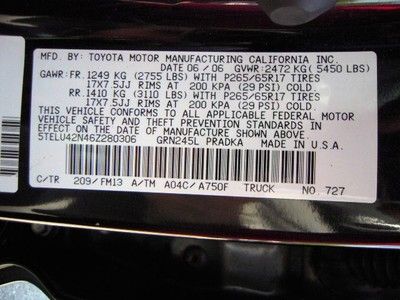 MFD. BY: TOYOTA MOTOR MANUFACTURING CALIFORNIA INC.
DATE 06/06 GVWR: 2472 KG (5450 LBS)
GAWR: FR. 1249 KG (2755 LBS) WITH P265/65R17 TIRES
17X7.5JJ RIMS AT 200 KPA (29 PSI) COLD.
RR. 1410 KG (3110 LBS) WITH P265/65R17 TIRES
17X7.5JJ RIMS AT 200 KPA (29 PSI) COLD.
THIS VEHICLE CONFORMS TO ALL APPLICABLE FEDERAL MOTOR
VEHICLE SAFETY AND THEFT PREVENTION STANDARDS IN
EFFECT ON THE DATE OF MANUFACTURE SHOWN ABOVE.
5TELU42N46Z280306 GRN245L PRADKA MADE IN U.S.A.
C/TR 209/FM13 A/TM A04C/A750F TRUCK NO. 727